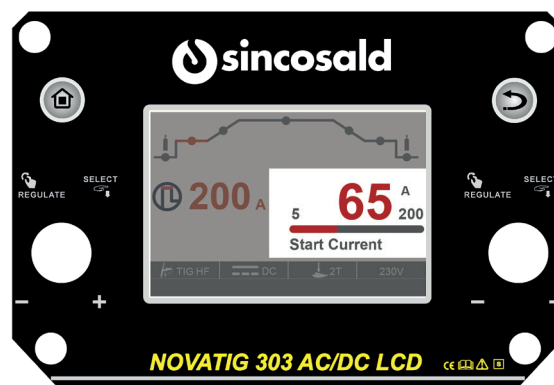 sincosald
REGULATE
SELECT
200 A
5
65 A
200
Start Current
TIG HF
DC
2T
230V
REGULATE
SELECT
- +
-
NOVATIG 303 AC/DC LCD
CE
S